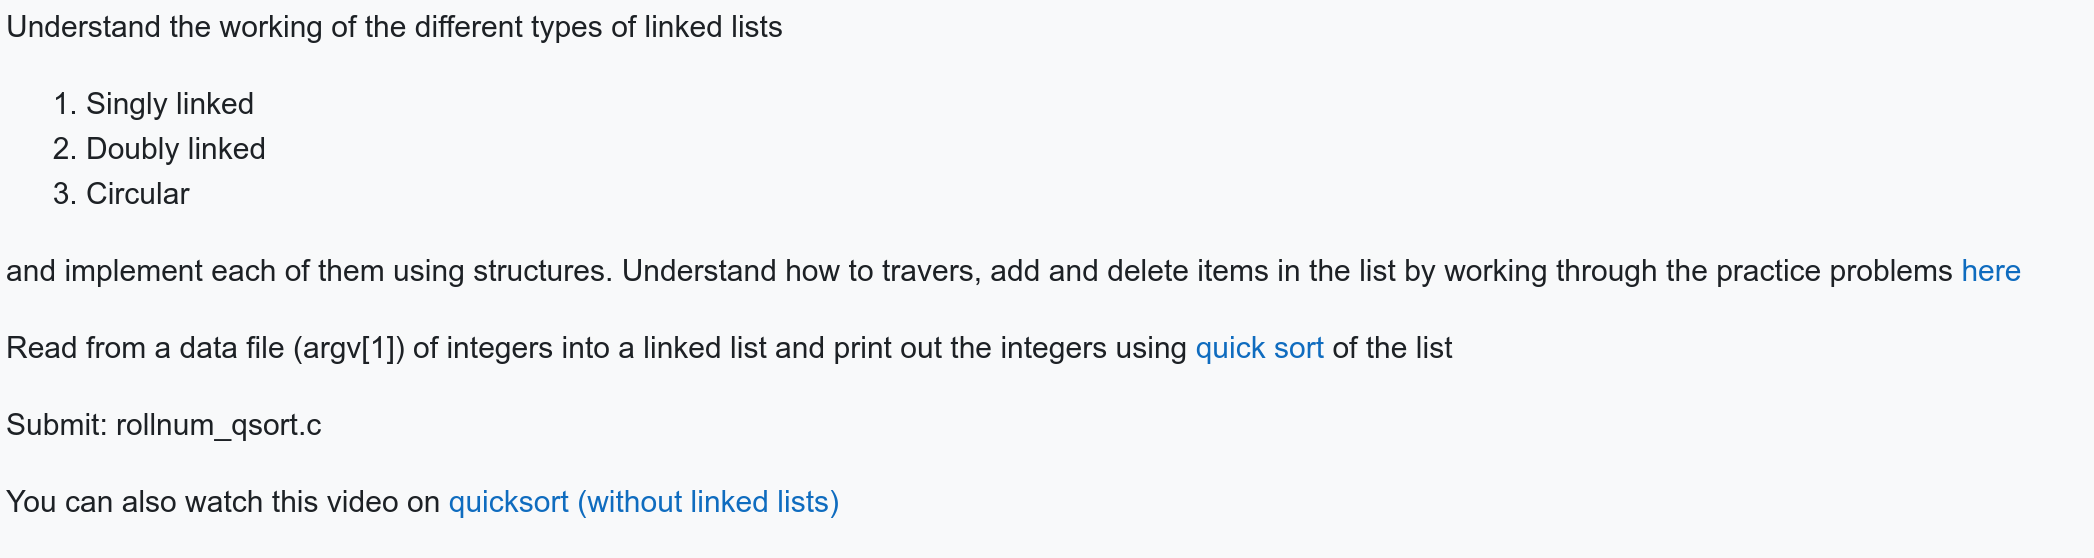 Understand the working of the different types of linked lists
1. Singly linked
2. Doubly linked
3. Circular
and implement each of them using structures. Understand how to travers, add and delete items in the list by working through the practice problems here
Read from a data file (argv[1]) of integers into a linked list and print out the integers using quick sort of the list
Submit: rollnum_qsort.c
You can also watch this video on quicksort (without linked lists)